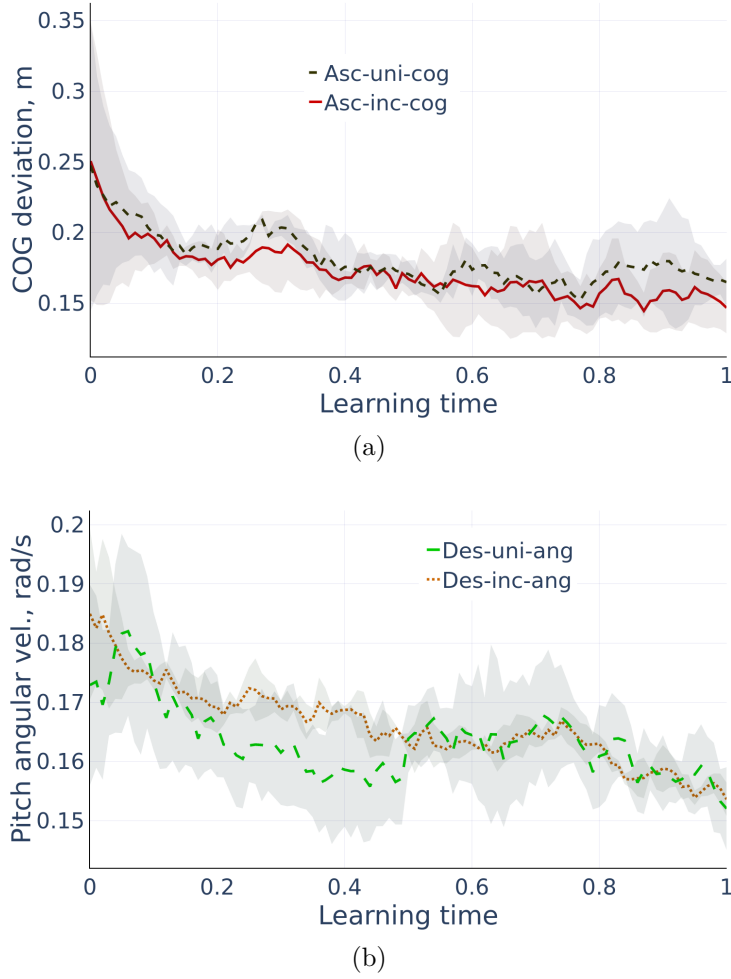 0.35
0.3
0.25
0.2
0.15
COG deviation, m
Asc-uni-cog
Asc-inc-cog
0 0.2 0.4 0.6 0.8 1
Learning time
(a)
0.2
0.19
0.18
0.17
0.16
0.15
Pitch angular vel., rad/s
Des-uni-ang
Des-inc-ang
0 0.2 0.4 0.6 0.8 1
Learning time
(b)